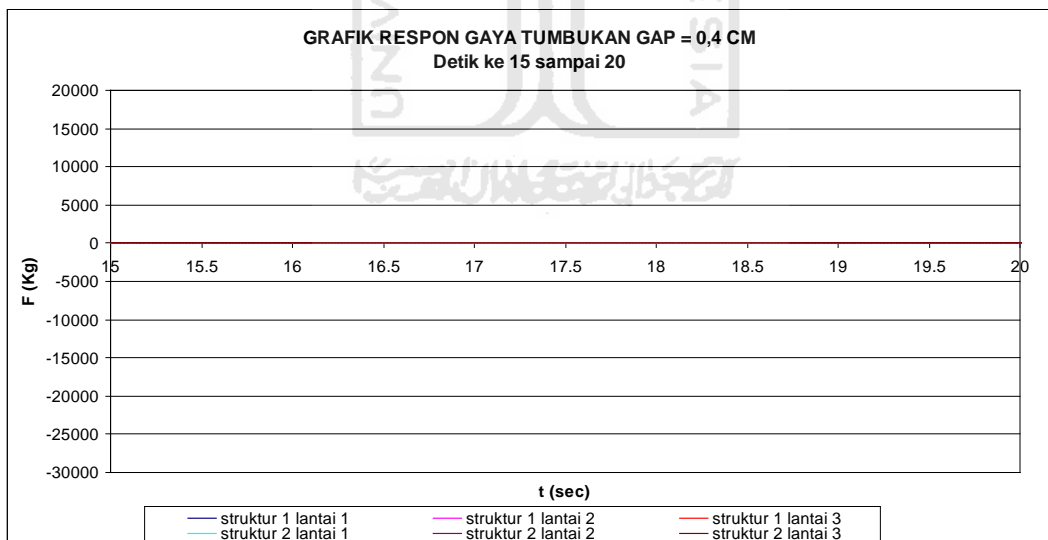 GRAFIK RESPON GAYA TUMBUKAN GAP = 0,4 CM
Detik ke 15 sampai 20
20000
15000
10000
5000
0
-5000
-10000
-15000
-20000
-25000
-30000
15 15.5 16 16.5 17 17.5 18 18.5 19 19.5 20
F (Kg)
t (sec)
struktur 1 lantai 1 struktur 1 lantai 2 struktur 1 lantai 3
struktur 2 lantai 1 struktur 2 lantai 2 struktur 2 lantai 3